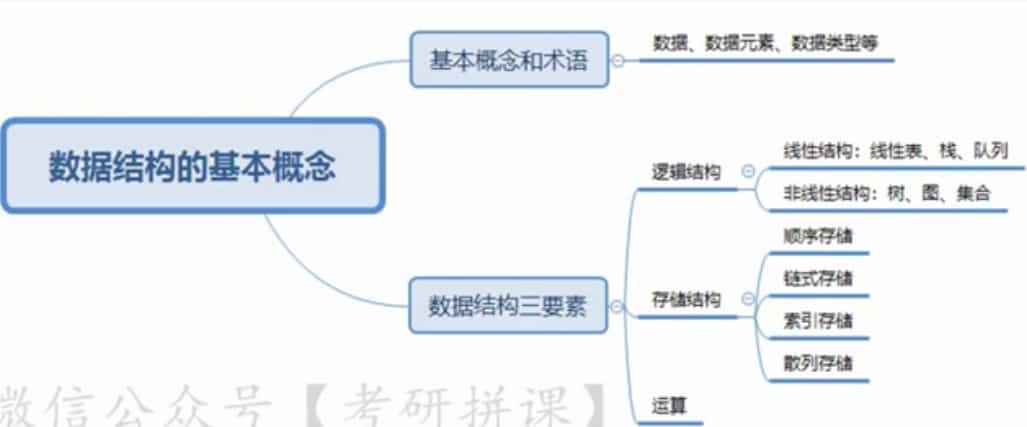 数据结构的基本概念
基本概念和术语
数据、数据元素、数据类型等
数据结构三要素
逻辑结构
线性结构：线性表、栈、队列
非线性结构：树、图、集合
存储结构
顺序存储
链式存储
索引存储
散列存储
运算
微信公众号【考研拼课】